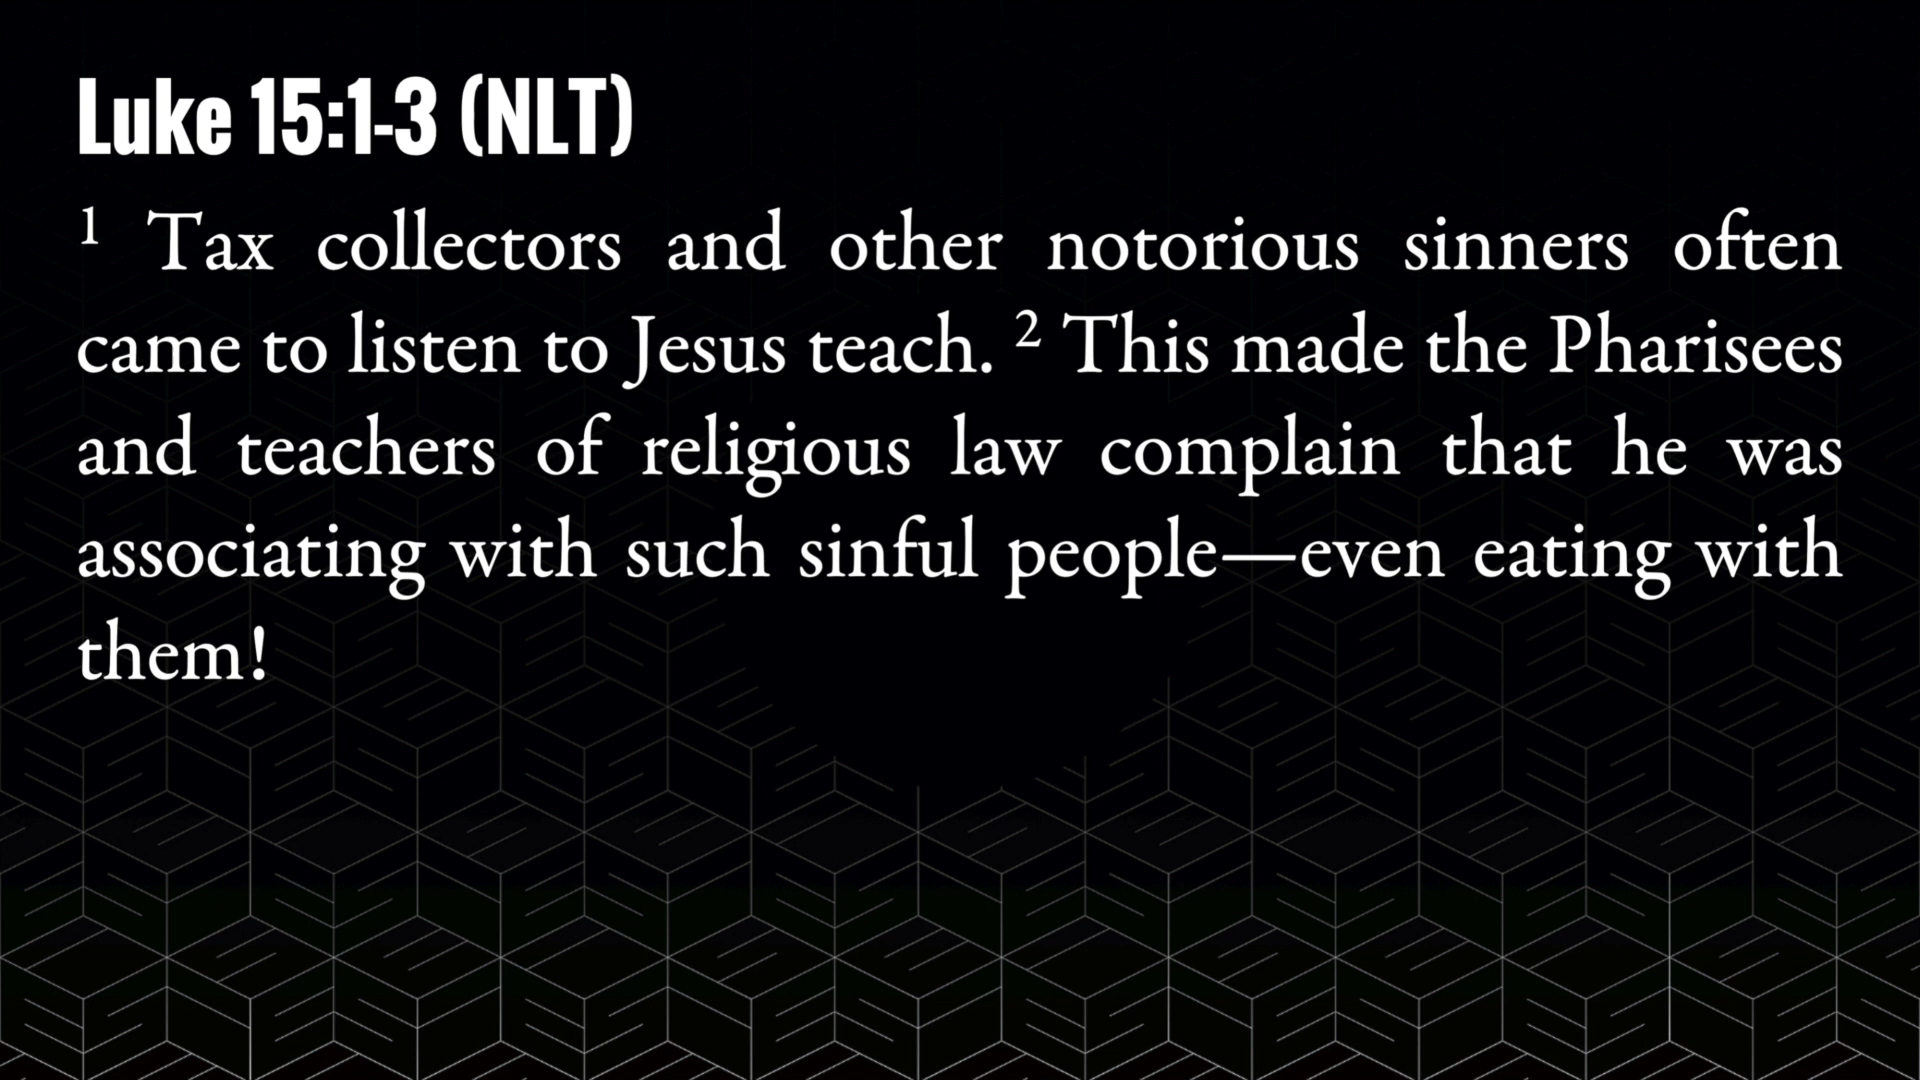 Luke 15:1-3 (NLT)
1 Tax collectors and other notorious sinners often
came to listen to Jesus teach. 2 This made the Pharisees
and teachers of religious law complain that he was
associating with such sinful people—even eating with
them!